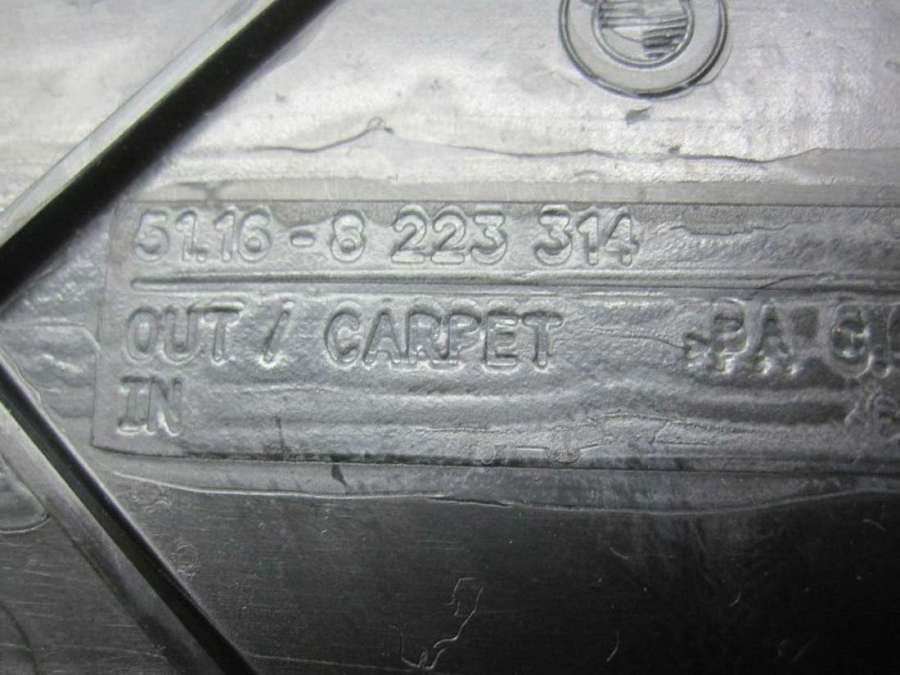 51.16-8 223 314
OUT / CARPET
IN